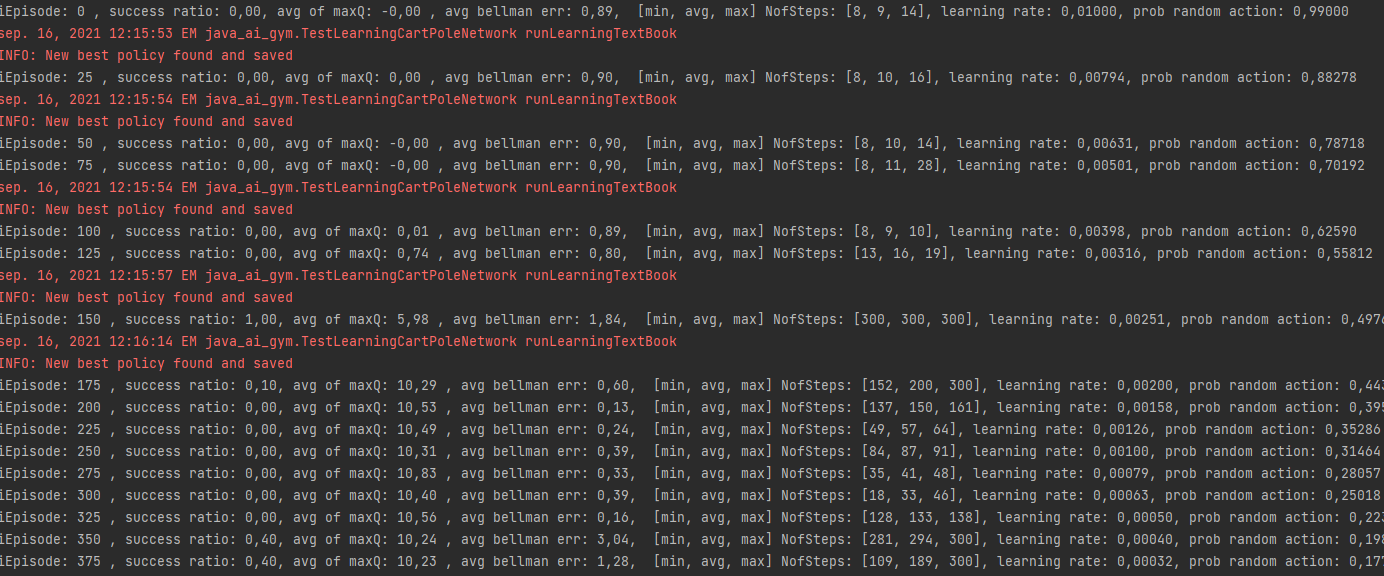 iEpisode: 0 , success ratio: 0,00, avg of maxQ: -0,00 , avg bellman err: 0,89,  [min, avg, max] NofSteps: [8, 9, 14], learning rate: 0,01000, prob random action: 0,99000
sep. 16, 2021 12:15:53 EM java_ai_gym.TestLearningCartPoleNetwork runLearningTextBook
INFO: New best policy found and saved
iEpisode: 25 , success ratio: 0,00, avg of maxQ: 0,00 , avg bellman err: 0,90,  [min, avg, max] NofSteps: [8, 10, 16], learning rate: 0,00794, prob random action: 0,88278
sep. 16, 2021 12:15:54 EM java_ai_gym.TestLearningCartPoleNetwork runLearningTextBook
INFO: New best policy found and saved
iEpisode: 50 , success ratio: 0,00, avg of maxQ: -0,00 , avg bellman err: 0,90,  [min, avg, max] NofSteps: [8, 10, 14], learning rate: 0,00631, prob random action: 0,78718
iEpisode: 75 , success ratio: 0,00, avg of maxQ: -0,00 , avg bellman err: 0,90,  [min, avg, max] NofSteps: [8, 11, 28], learning rate: 0,00501, prob random action: 0,70192
sep. 16, 2021 12:15:54 EM java_ai_gym.TestLearningCartPoleNetwork runLearningTextBook
INFO: New best policy found and saved
iEpisode: 100 , success ratio: 0,00, avg of maxQ: 0,01 , avg bellman err: 0,89,  [min, avg, max] NofSteps: [8, 9, 10], learning rate: 0,00398, prob random action: 0,62590
iEpisode: 125 , success ratio: 0,00, avg of maxQ: 0,74 , avg bellman err: 0,80,  [min, avg, max] NofSteps: [13, 16, 19], learning rate: 0,00316, prob random action: 0,55812
sep. 16, 2021 12:15:57 EM java_ai_gym.TestLearningCartPoleNetwork runLearningTextBook
INFO: New best policy found and saved
iEpisode: 150 , success ratio: 1,00, avg of maxQ: 5,98 , avg bellman err: 1,84,  [min, avg, max] NofSteps: [300, 300, 300], learning rate: 0,00251, prob random action: 0,4976
sep. 16, 2021 12:16:14 EM java_ai_gym.TestLearningCartPoleNetwork runLearningTextBook
INFO: New best policy found and saved
iEpisode: 175 , success ratio: 0,10, avg of maxQ: 10,29 , avg bellman err: 0,60,  [min, avg, max] NofSteps: [152, 200, 300], learning rate: 0,00200, prob random action: 0,443
iEpisode: 200 , success ratio: 0,00, avg of maxQ: 10,53 , avg bellman err: 0,13,  [min, avg, max] NofSteps: [137, 150, 161], learning rate: 0,00158, prob random action: 0,395
iEpisode: 225 , success ratio: 0,00, avg of maxQ: 10,49 , avg bellman err: 0,24,  [min, avg, max] NofSteps: [49, 57, 64], learning rate: 0,00126, prob random action: 0,35286
iEpisode: 250 , success ratio: 0,00, avg of maxQ: 10,31 , avg bellman err: 0,39,  [min, avg, max] NofSteps: [84, 87, 91], learning rate: 0,00100, prob random action: 0,31464
iEpisode: 275 , success ratio: 0,00, avg of maxQ: 10,83 , avg bellman err: 0,33,  [min, avg, max] NofSteps: [35, 41, 48], learning rate: 0,00079, prob random action: 0,28057
iEpisode: 300 , success ratio: 0,00, avg of maxQ: 10,40 , avg bellman err: 0,39,  [min, avg, max] NofSteps: [18, 33, 46], learning rate: 0,00063, prob random action: 0,25018
iEpisode: 325 , success ratio: 0,00, avg of maxQ: 10,56 , avg bellman err: 0,16,  [min, avg, max] NofSteps: [128, 133, 138], learning rate: 0,00050, prob random action: 0,223
iEpisode: 350 , success ratio: 0,40, avg of maxQ: 10,24 , avg bellman err: 3,04,  [min, avg, max] NofSteps: [281, 294, 300], learning rate: 0,00040, prob random action: 0,198
iEpisode: 375 , success ratio: 0,40, avg of maxQ: 10,23 , avg bellman err: 1,28,  [min, avg, max] NofSteps: [109, 189, 300], learning rate: 0,00032, prob random action: 0,177